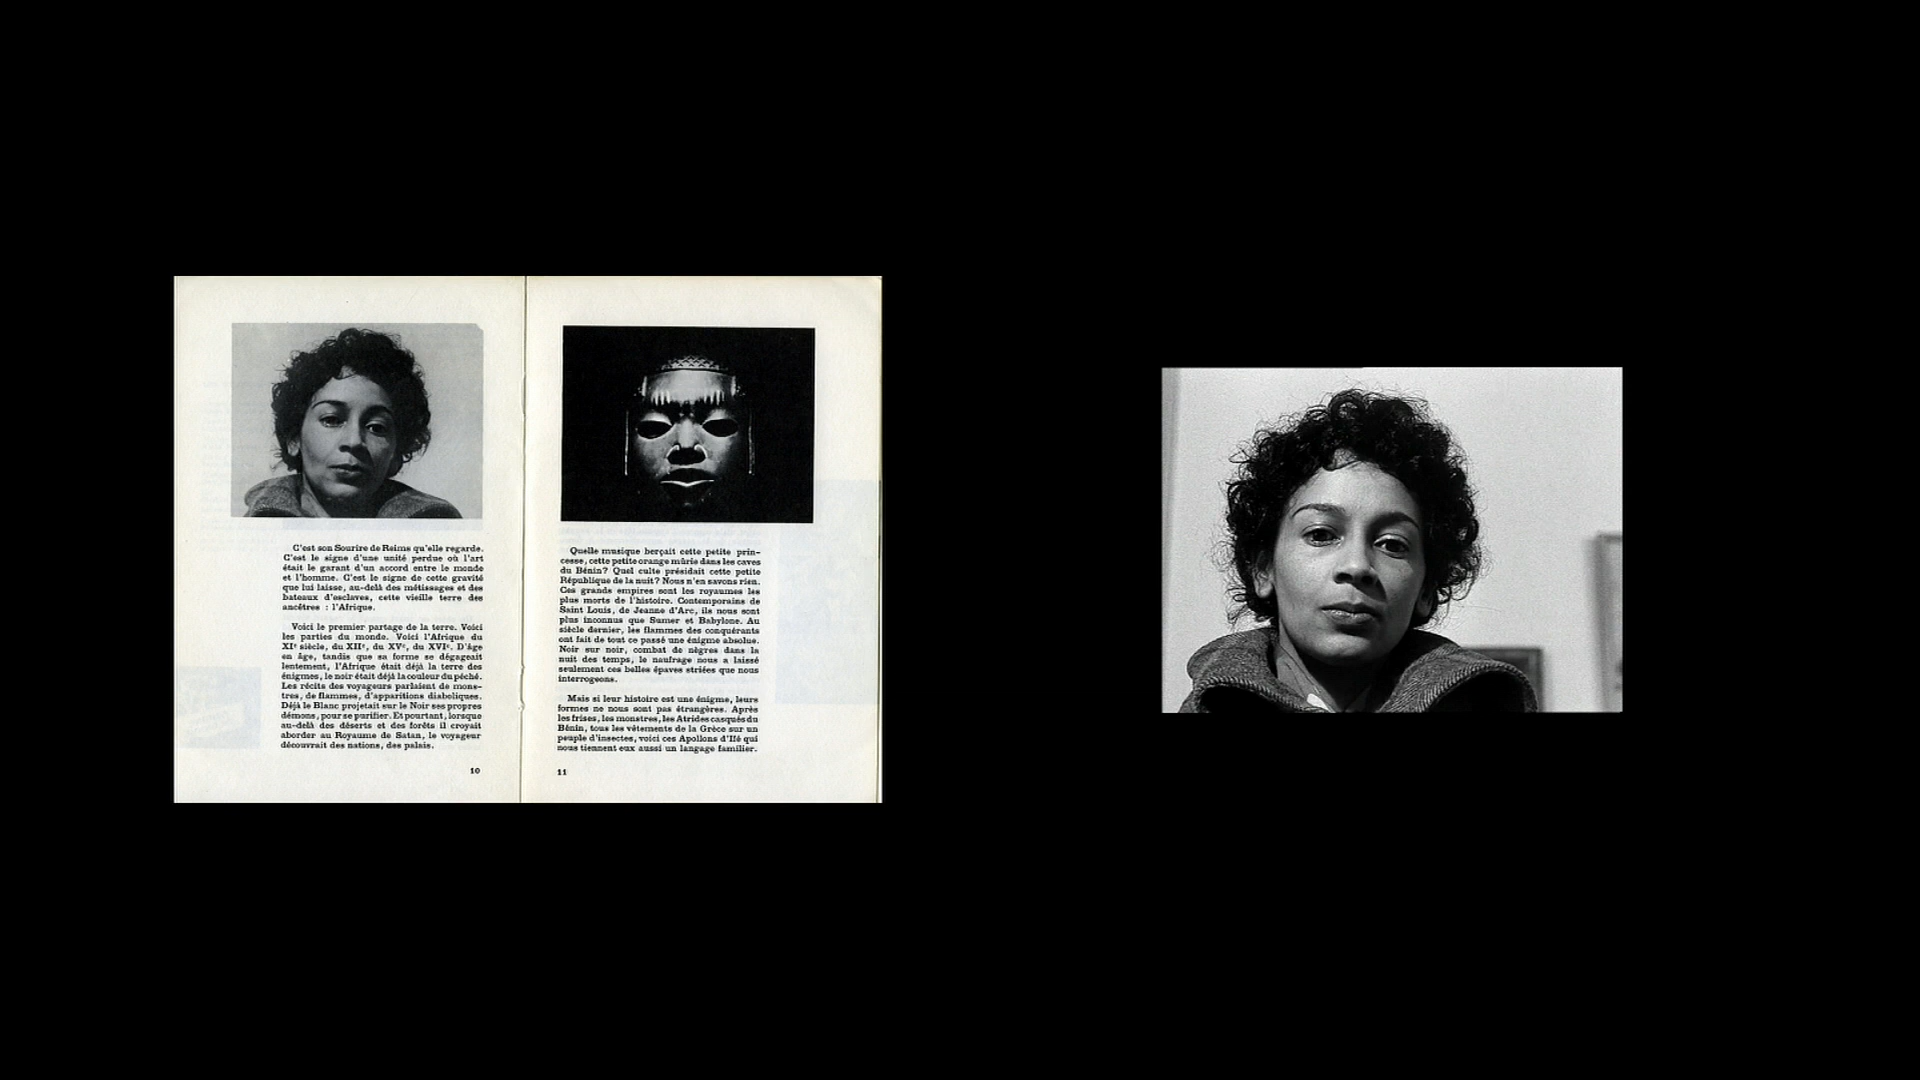 C'est son Sourire de Reims qu'elle regarde.
C'est le signe d'une unité perdue où l'art
était le garant d'un accord entre le monde
et l'homme. C'est le signe de cette gravité
que lui laisse, au-delà des métissages et des
bateaux d'esclaves, cette vieille terre des
ancêtres : l'Afrique.
Voici le premier partage de la terre. Voici
les parties du monde. Voici l'Afrique du
XIe siècle, du XIIe, du XVe, du XVIe. D'âge
en âge, tandis que sa forme se dégageait
lentement, l'Afrique était déjà la terre des
énigmes, le noir était déjà la couleur du péché.
Les récits des voyageurs parlaient de mons-
tres, de flammes, d'apparitions diaboliques.
Déjà le Blanc projetait sur le Noir ses propres
démons, pour se purifier. Et pourtant, lorsque
au-delà des déserts et des forêts il croyait
aborder au Royaume de Satan, le voyageur
découvrait des nations, des palais.
10
Quelle musique berçait cette petite prin-
cesse, cette petite orange mûrie dans les caves
du Bénin? Quel culte présidait cette petite
République de la nuit? Nous n'en savons rien.
Ces grands empires sont les royaumes les
plus morts de l'histoire. Contemporains de
Saint Louis, de Jeanne d'Arc, ils nous sont
plus inconnus que Sumer et Babylone. Au
siècle dernier, les flammes des conquérants
ont fait de tout ce passé une énigme absolue.
Noir sur noir, combat de nègres dans la
nuit des temps, le naufrage nous a laissé
seulement ces belles épaves striées que nous
interrogeons.
Mais si leur histoire est une énigme, leurs
formes ne nous sont pas étrangères. Après
les frises, les monstres, les Atrides casqués du
Bénin, tous les vêtements de la Grèce sur un
peuple d'insectes, voici ces Apollons d'Ifé qui
nous tiennent eux aussi un langage familier.
11